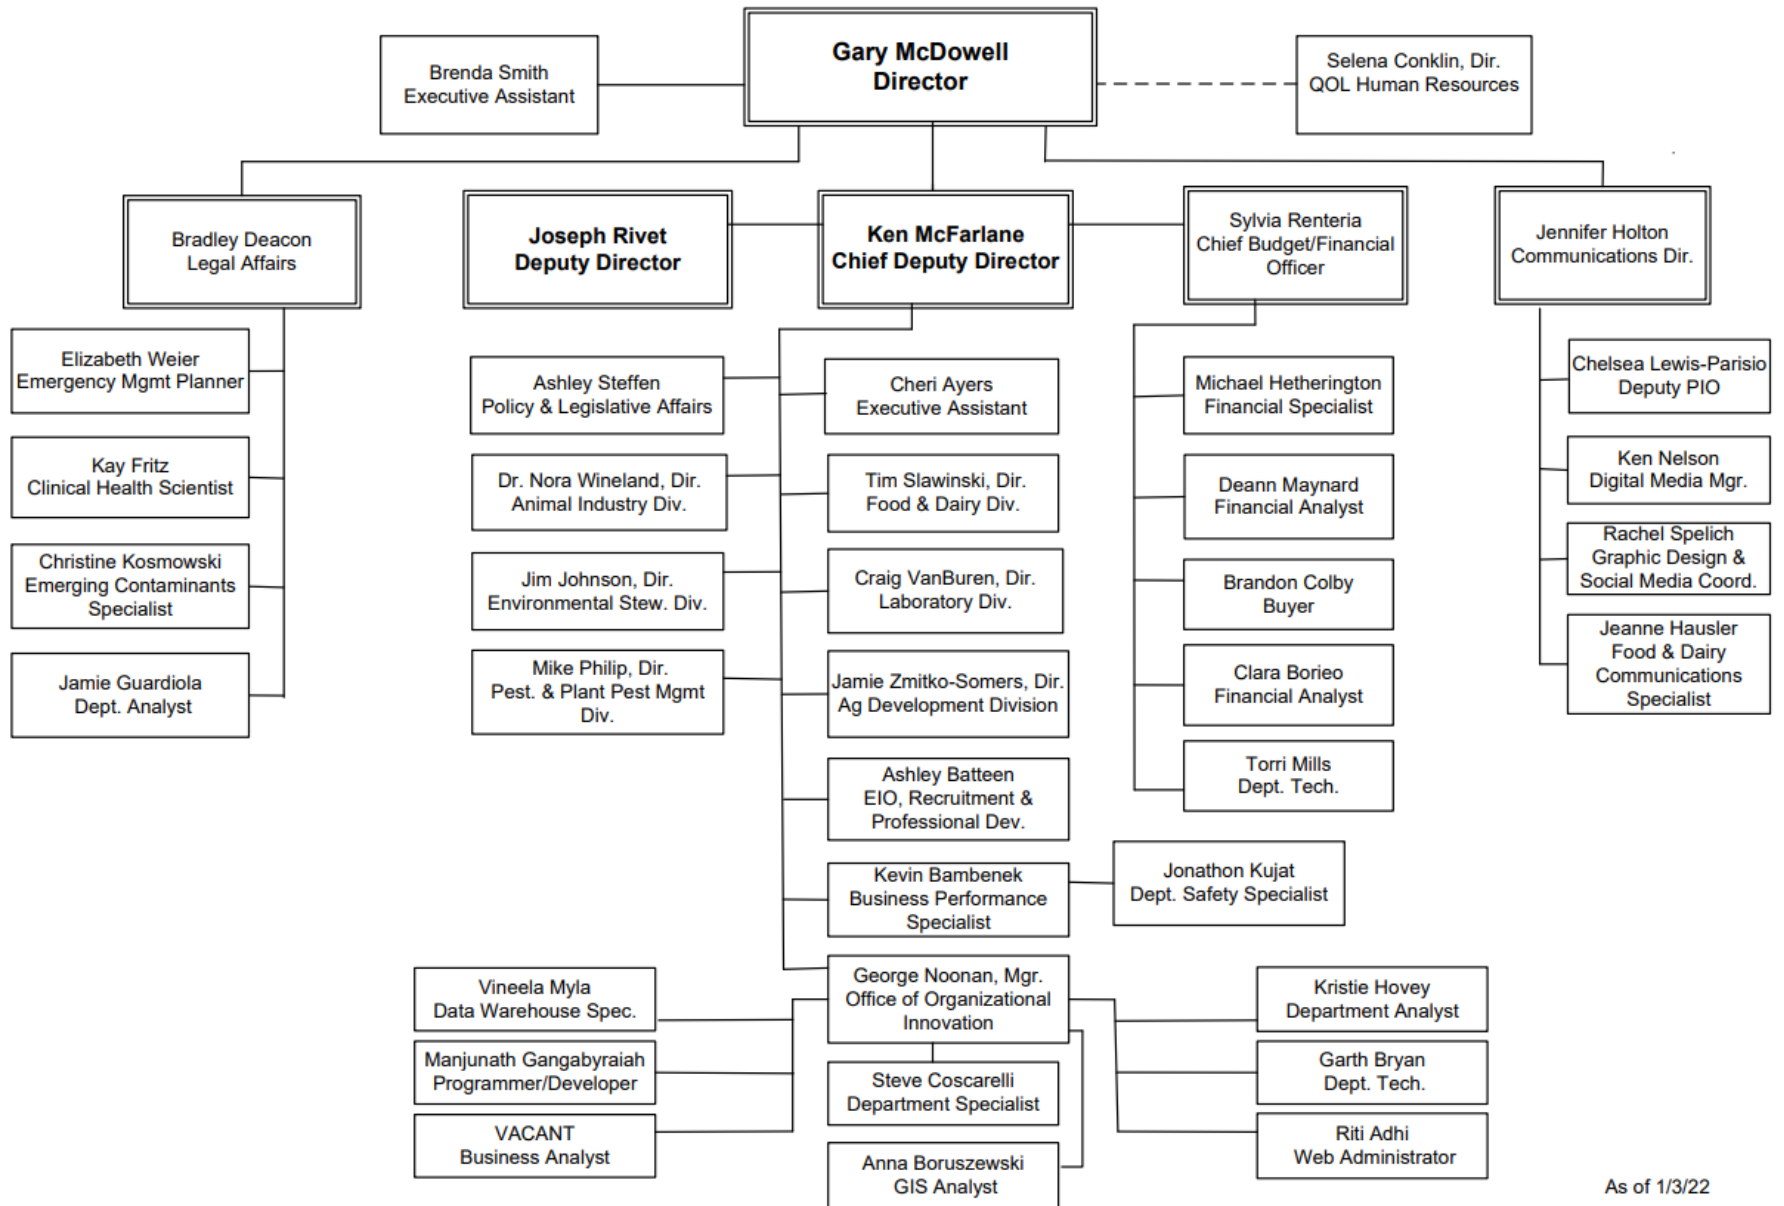 Gary McDowell
Director
Brenda Smith
Executive Assistant
Selena Conklin, Dir.
QOL Human Resources
Bradley Deacon
Legal Affairs
Joseph Rivet
Deputy Director
Ken McFarlane
Chief Deputy Director
Sylvia Renteria
Chief Budget/Financial
Officer
Jennifer Holton
Communications Dir.
Elizabeth Weier
Emergency Mgmt Planner
Kay Fritz
Clinical Health Scientist
Christine Kosmowski
Emerging Contaminants
Specialist
Jamie Guardiola
Dept. Analyst
Ashley Steffen
Policy & Legislative Affairs
Dr. Nora Wineland, Dir.
Animal Industry Div.
Jim Johnson, Dir.
Environmental Stew. Div.
Mike Philip, Dir.
Pest. & Plant Pest Mgmt
Div.
Cheri Ayers
Executive Assistant
Tim Slawinski, Dir.
Food & Dairy Div.
Craig VanBuren, Dir.
Laboratory Div.
Jamie Zmitko-Somers, Dir.
Ag Development Division
Ashley Batteen
EIO, Recruitment &
Professional Dev.
Kevin Bambenek
Business Performance
Specialist
Jonathon Kujat
Dept. Safety Specialist
George Noonan, Mgr.
Office of Organizational
Innovation
Michael Hetherington
Financial Specialist
Deann Maynard
Financial Analyst
Brandon Colby
Buyer
Clara Borieo
Financial Analyst
Torri Mills
Dept. Tech.
Chelsea Lewis-Parisio
Deputy PIO
Ken Nelson
Digital Media Mgr.
Rachel Spelich
Graphic Design &
Social Media Coord.
Jeanne Hausler
Food & Dairy
Communications
Specialist
Vineela Myla
Data Warehouse Spec.
Manjunath Gangabyraiah
Programmer/Developer
VACANT
Business Analyst
Steve Coscarelli
Department Specialist
Anna Boruszewski
GIS Analyst
Kristie Hovey
Department Analyst
Garth Bryan
Dept. Tech.
Riti Adhi
Web Administrator
As of 1/3/22